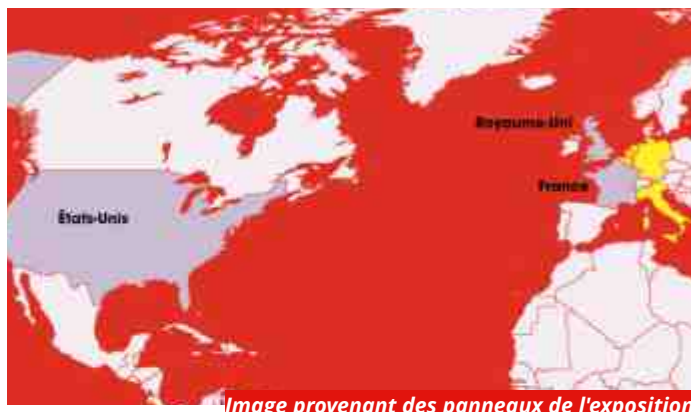 Royaume-Uni
France
États-Unis
Image provenant des panneaux de l'exposition